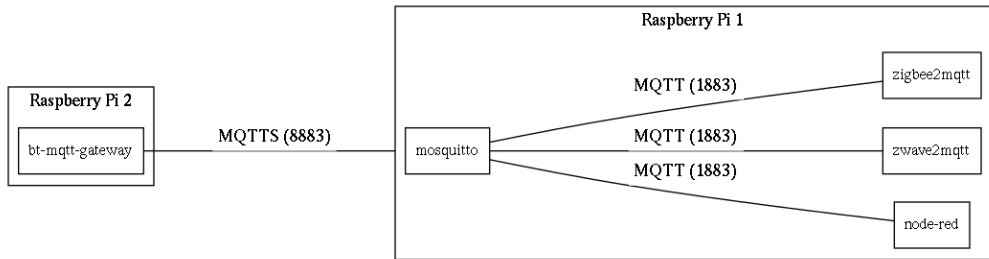 Raspberry Pi 1
zigbee2mqtt
MQTT (1883)
Raspberry Pi 2
bt-mqtt-gateway
MQTTS (8883)
mosquitto
MQTT (1883)
zwave2mqtt
MQTT (1883)
node-red